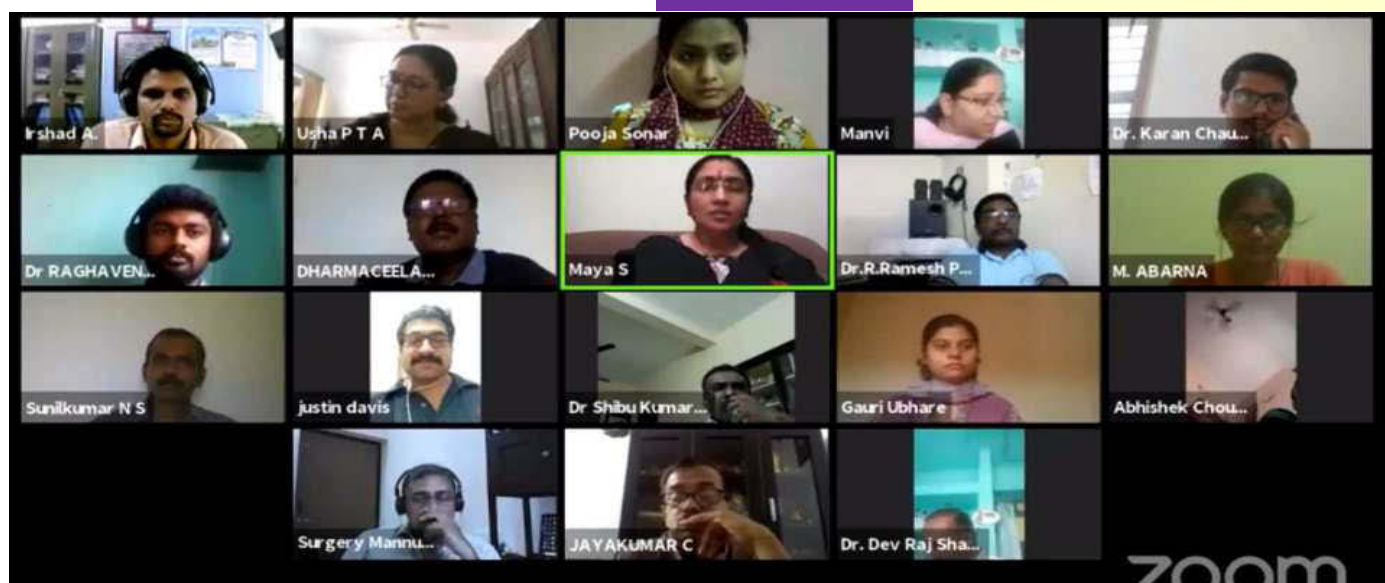 Irshad A.
Usha P T A
Pooja Sonar
Manvi
Dr. Karan Chau...
Dr RAGHAVEN...
DHARMACEELA...
Maya S
Dr.R.Ramesh P...
M. ABARNA
Sunilkumar N S
justin davis
Dr Shibu Kumar...
Gauri Ubhare
Abhishek Chou...
Surgery Mannu...
JAYAKUMAR C
Dr. Dev Raj Sha...
zoom